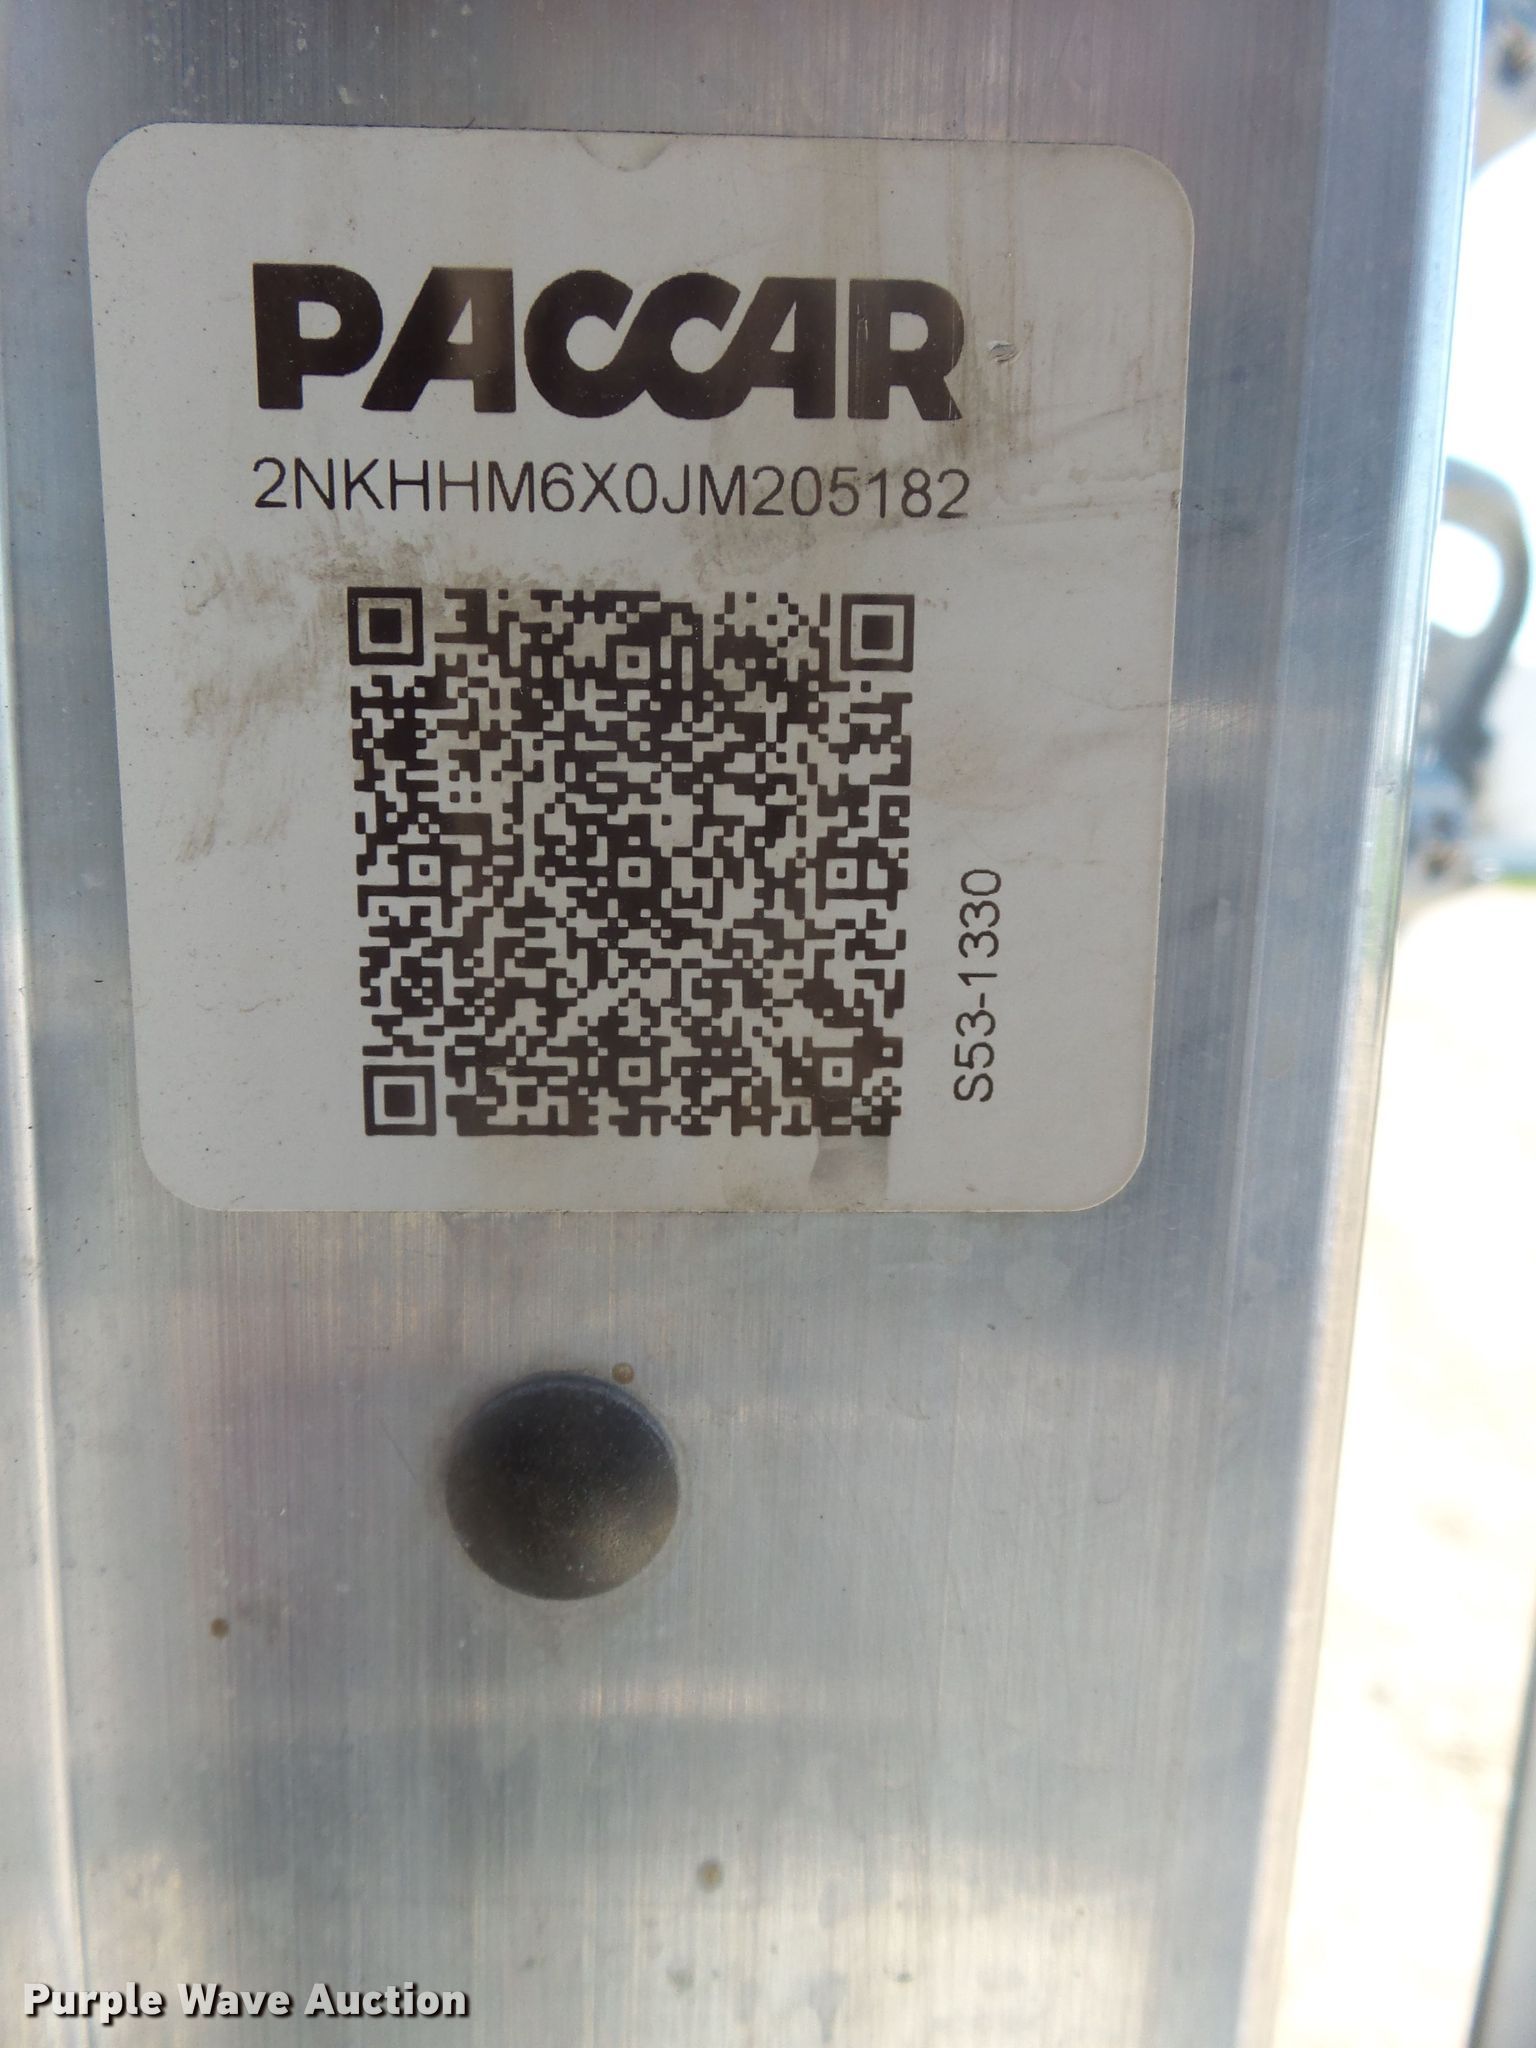 PACCAR
2NKHHM6X0JM205182
S53-1330
Purple Wave Auction